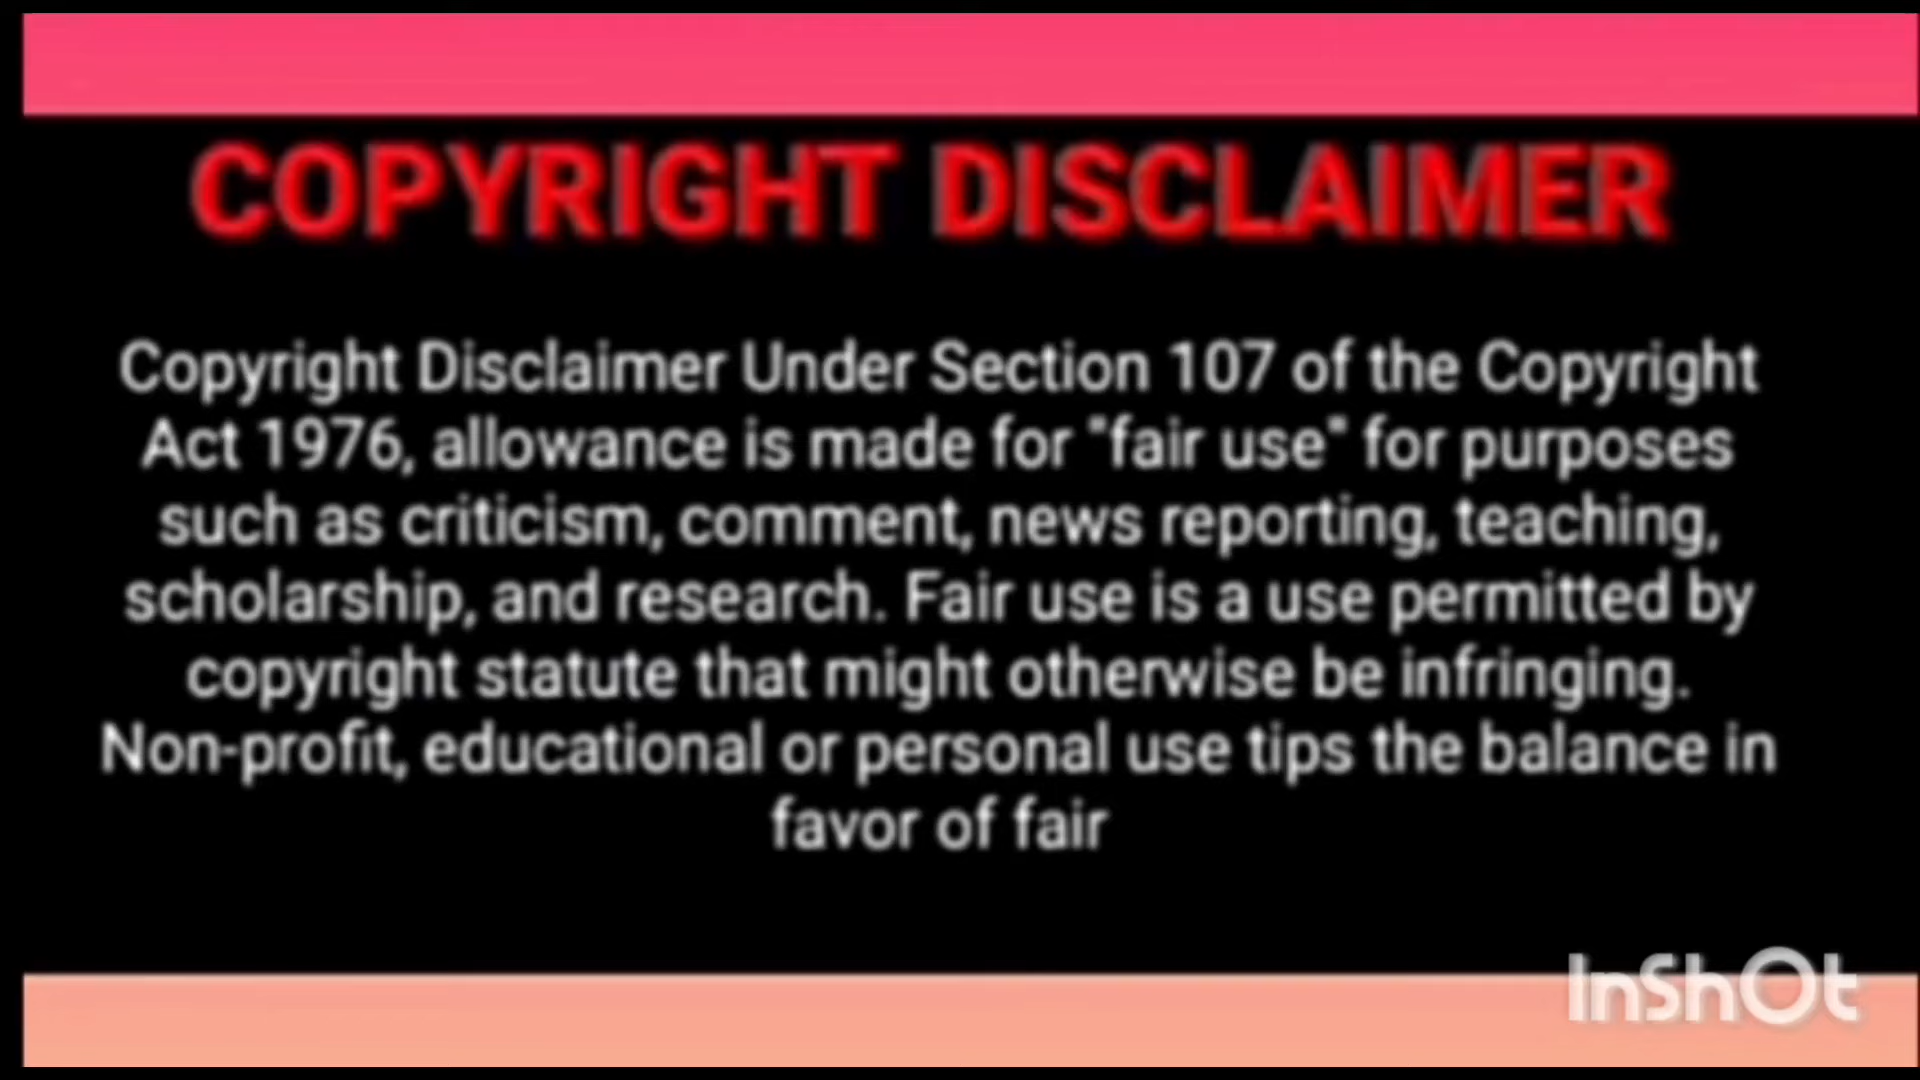 COPYRIGHT DISCLAIMER
Copyright Disclaimer Under Section 107 of the Copyright
Act 1976, allowance is made for "fair use" for purposes
such as criticism, comment, news reporting, teaching,
scholarship, and research. Fair use is a use permitted by
copyright statute that might otherwise be infringing.
Non-profit, educational or personal use tips the balance in
favor of fair
InShOt